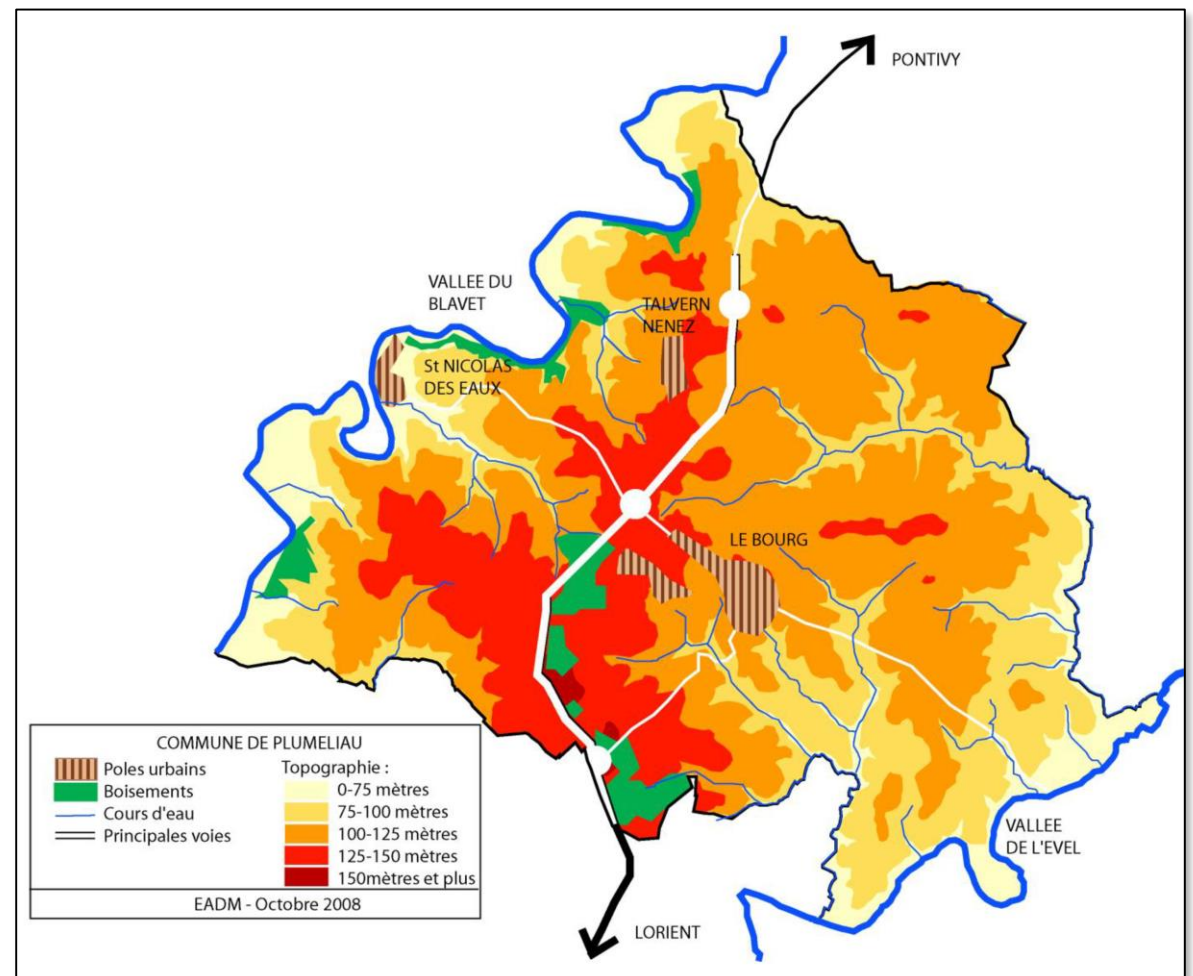 PONTIVY
VALLEE DU
BLAVET
TALVERN
NENEZ
St NICOLAS
DES EAUX
LE BOURG
COMMUNE DE PLUMELIAU
Poles urbains
Boisements
Cours d'eau
Principales voies
Topographie :
0-75 mètres
75-100 mètres
100-125 mètres
125-150 mètres
150mètres et plus
EADM - Octobre 2008
VALLEE
DE L'EVEL
LORIENT